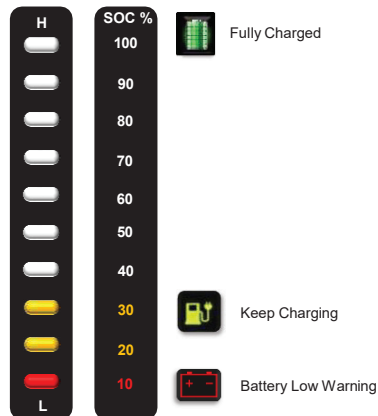 H
SOC %
100
Fully Charged
90
80
70
60
50
40
30
Keep Charging
20
10
Battery Low Warning
L